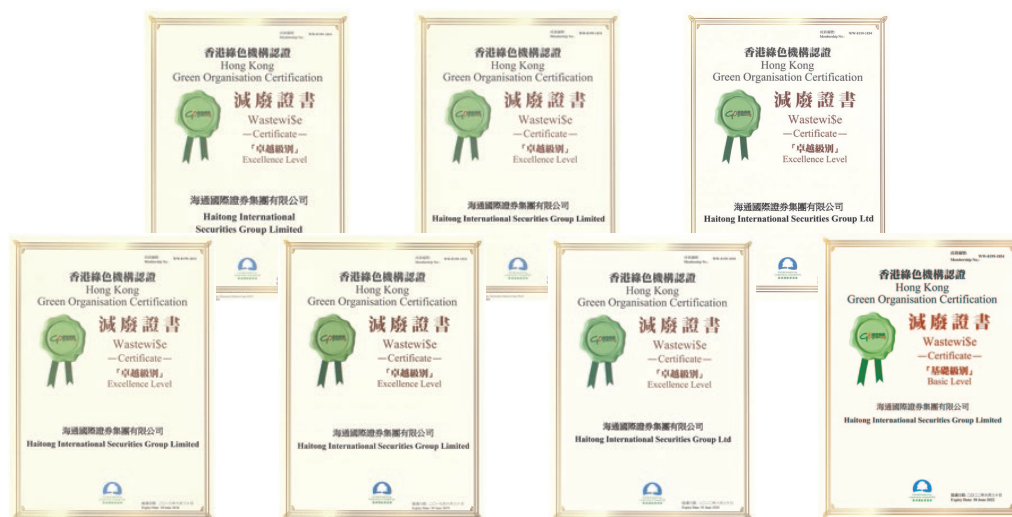 香港綠色機構認證
Hong Kong
Green Organisation Certification
減廢證書
Wastewi$e
—Certificate—
「卓越級別」
Excellence Level
海通國際證券集團有限公司
Haitong International
Securities Group Limited
香港綠色機構認證
Hong Kong
Green Organisation Certification
減廢證書
Wastewi$e
—Certificate—
「卓越級別」
Excellence Level
海通國際證券集團有限公司
Haitong International Securities Group Limited
香港綠色機構認證
Hong Kong
Green Organisation Certification
減廢證書
Wastewi$e
—Certificate—
「卓越級別」
Excellence Level
海通國際證券集團有限公司
Haitong International Securities Group Ltd
香港綠色機構認證
Hong Kong
Green Organisation Certification
減廢證書
Wastewi$e
—Certificate—
「卓越級別」
Excellence Level
海通國際證券集團有限公司
Haitong International Securities Group Limited
香港綠色機構認證
Hong Kong
Green Organisation Certification
減廢證書
Wastewi$e
—Certificate—
「卓越級別」
Excellence Level
海通國際證券集團有限公司
Haitong International Securities Group Limited
香港綠色機構認證
Hong Kong
Green Organisation Certification
減廢證書
Wastewi$e
—Certificate—
「卓越級別」
Excellence Level
海通國際證券集團有限公司
Haitong International Securities Group Ltd
香港綠色機構認證
Hong Kong
Green Organisation Certification
減廢證書
Wastewi$e
—Certificate—
「基礎級別」
Basic Level
海通國際證券集團有限公司
Haitong International Securities Group Limited